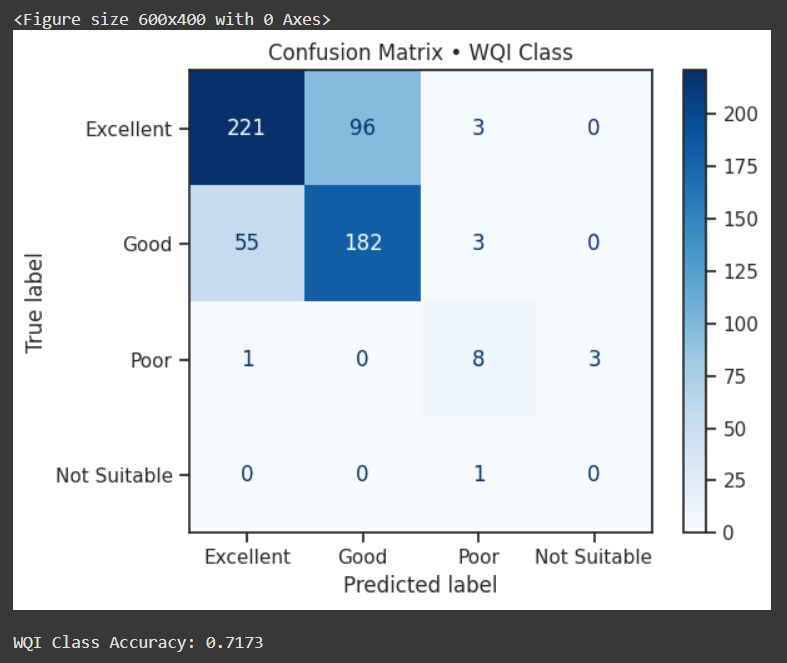 <Figure size 600x400 with 0 Axes>
Confusion Matrix • WQI Class
Excellent 221 96 3 0 200
175
150
Good 55 182 3 0
125
100
Poor 1 0 8 3
75
50
Not Suitable 0 0 1 0
25
0
True label
Excellent Good Poor Not Suitable
Predicted label
WQI Class Accuracy: 0.7173